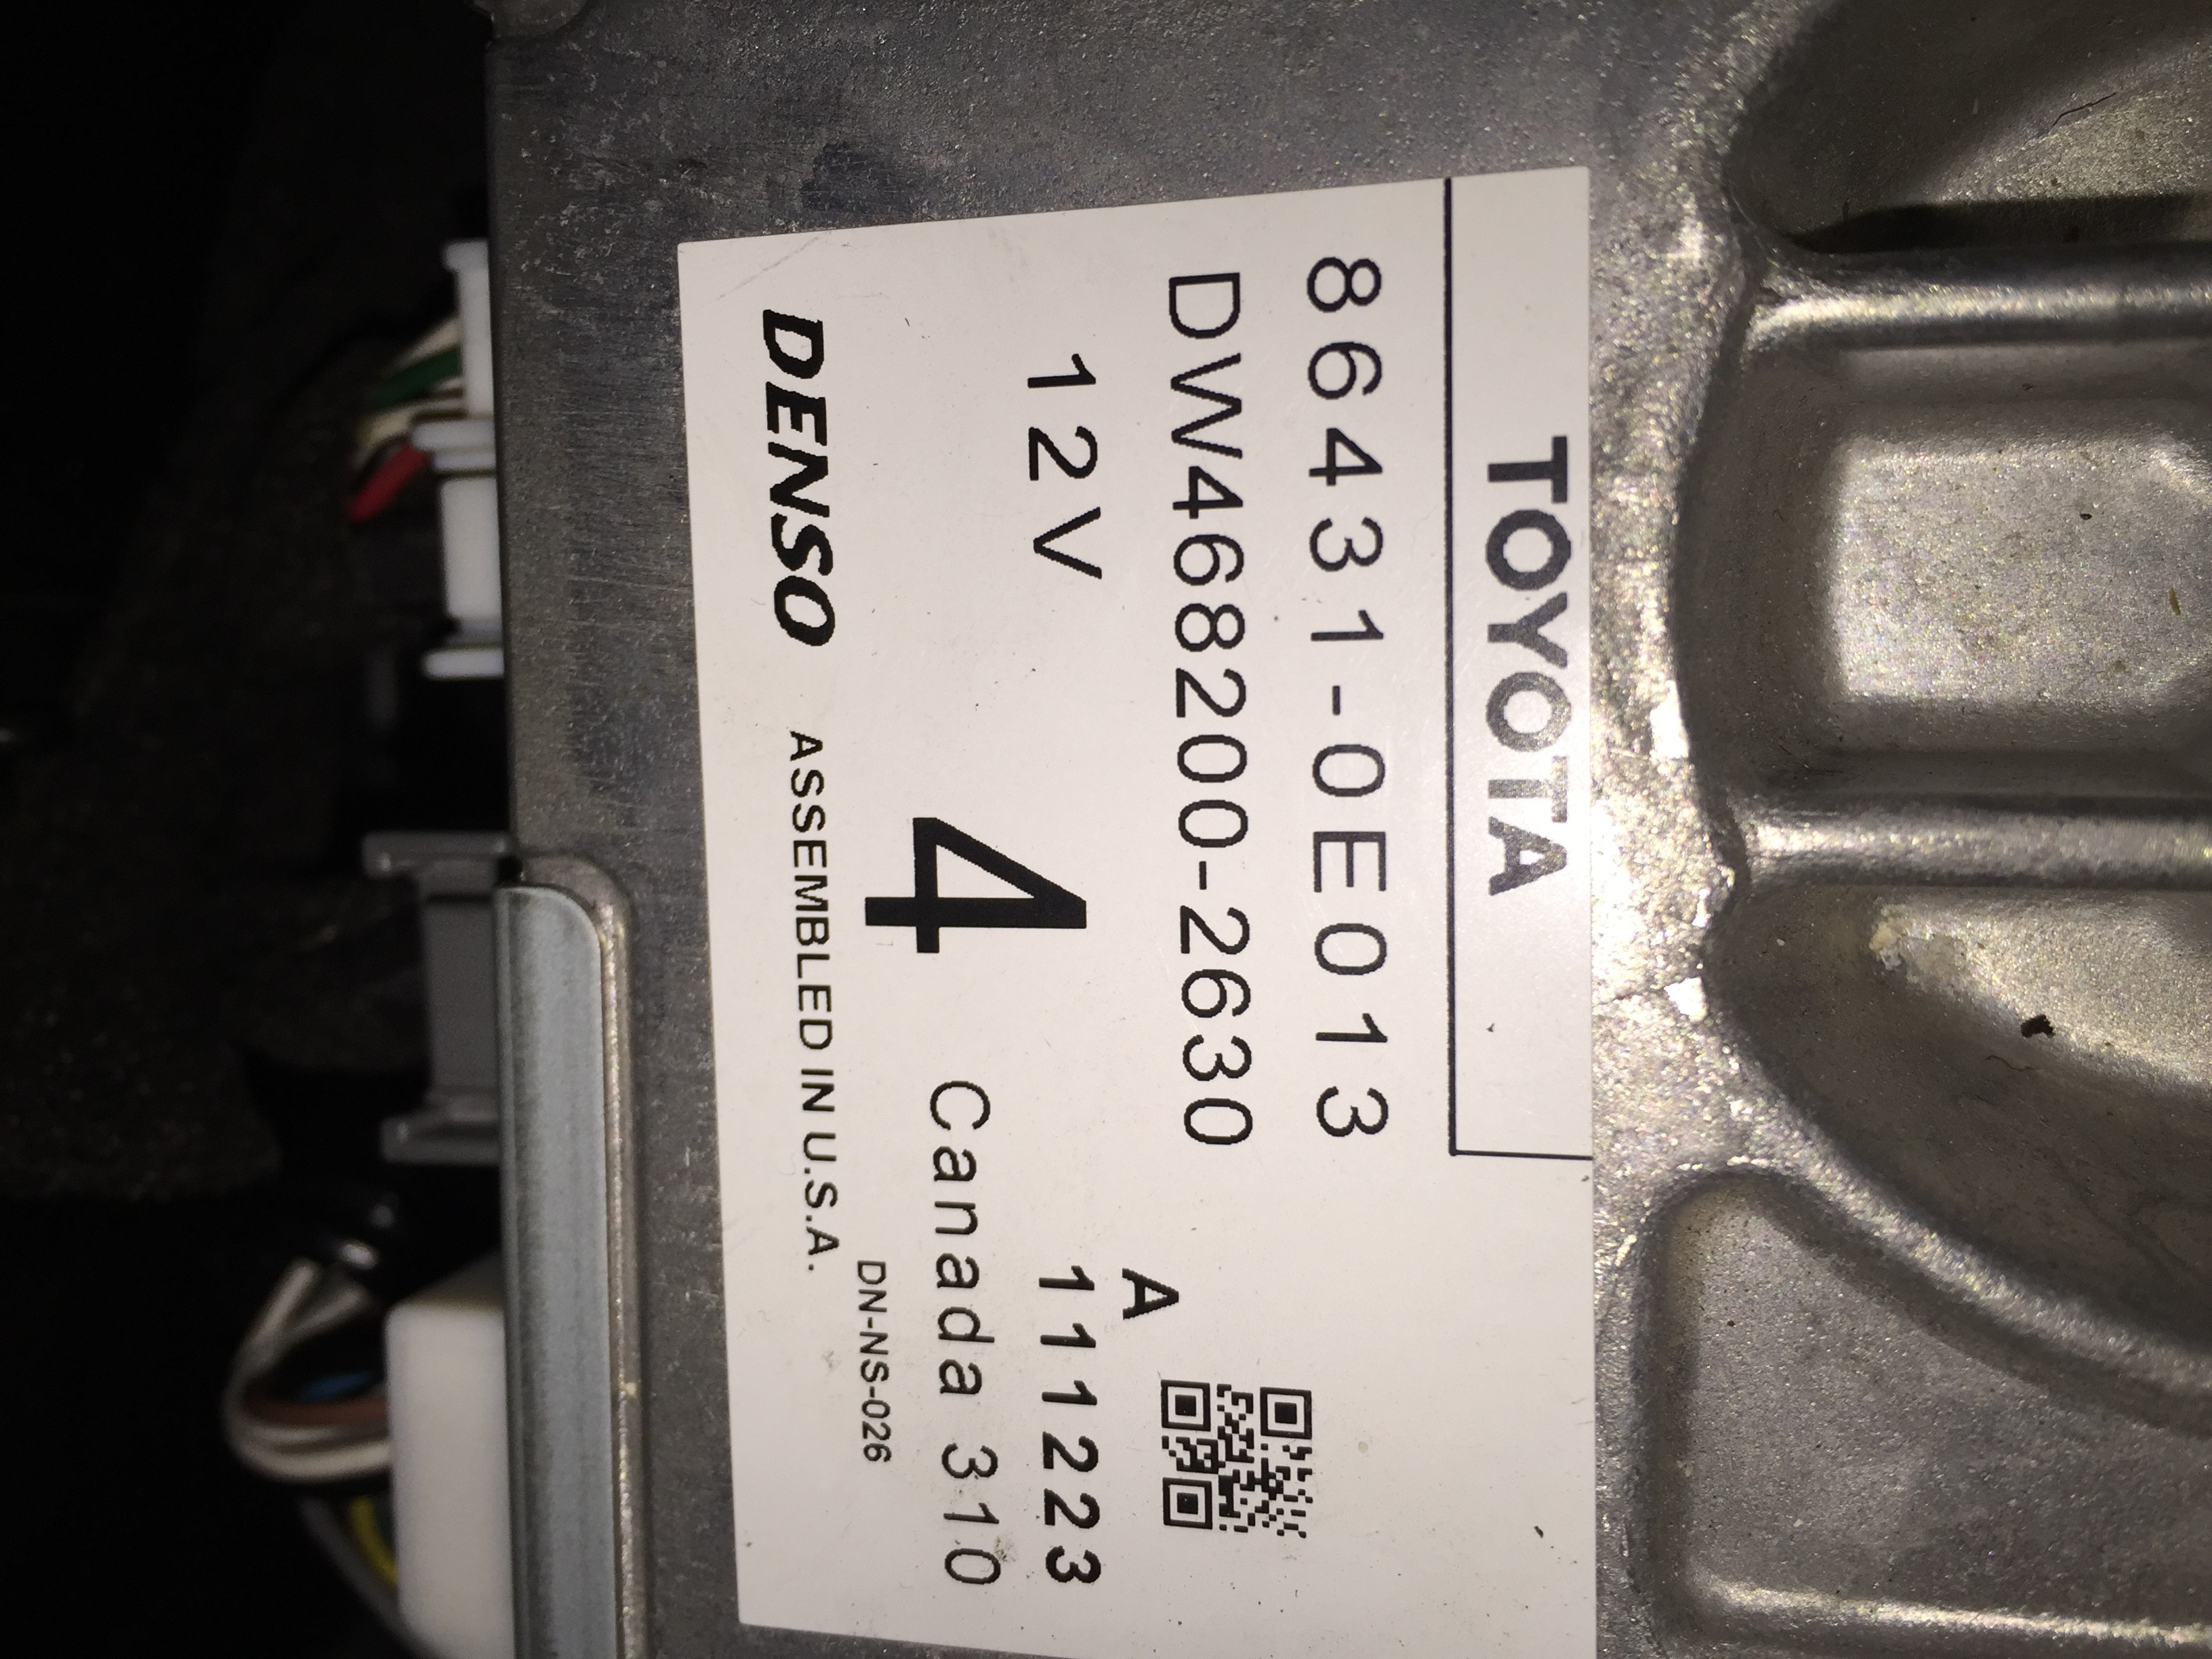 TOYOTA
86431-0E013
DW468200-2630
A
12V
111223
4
Canada 310
DN-NS-026
DENSO ASSEMBLED IN U.S.A.